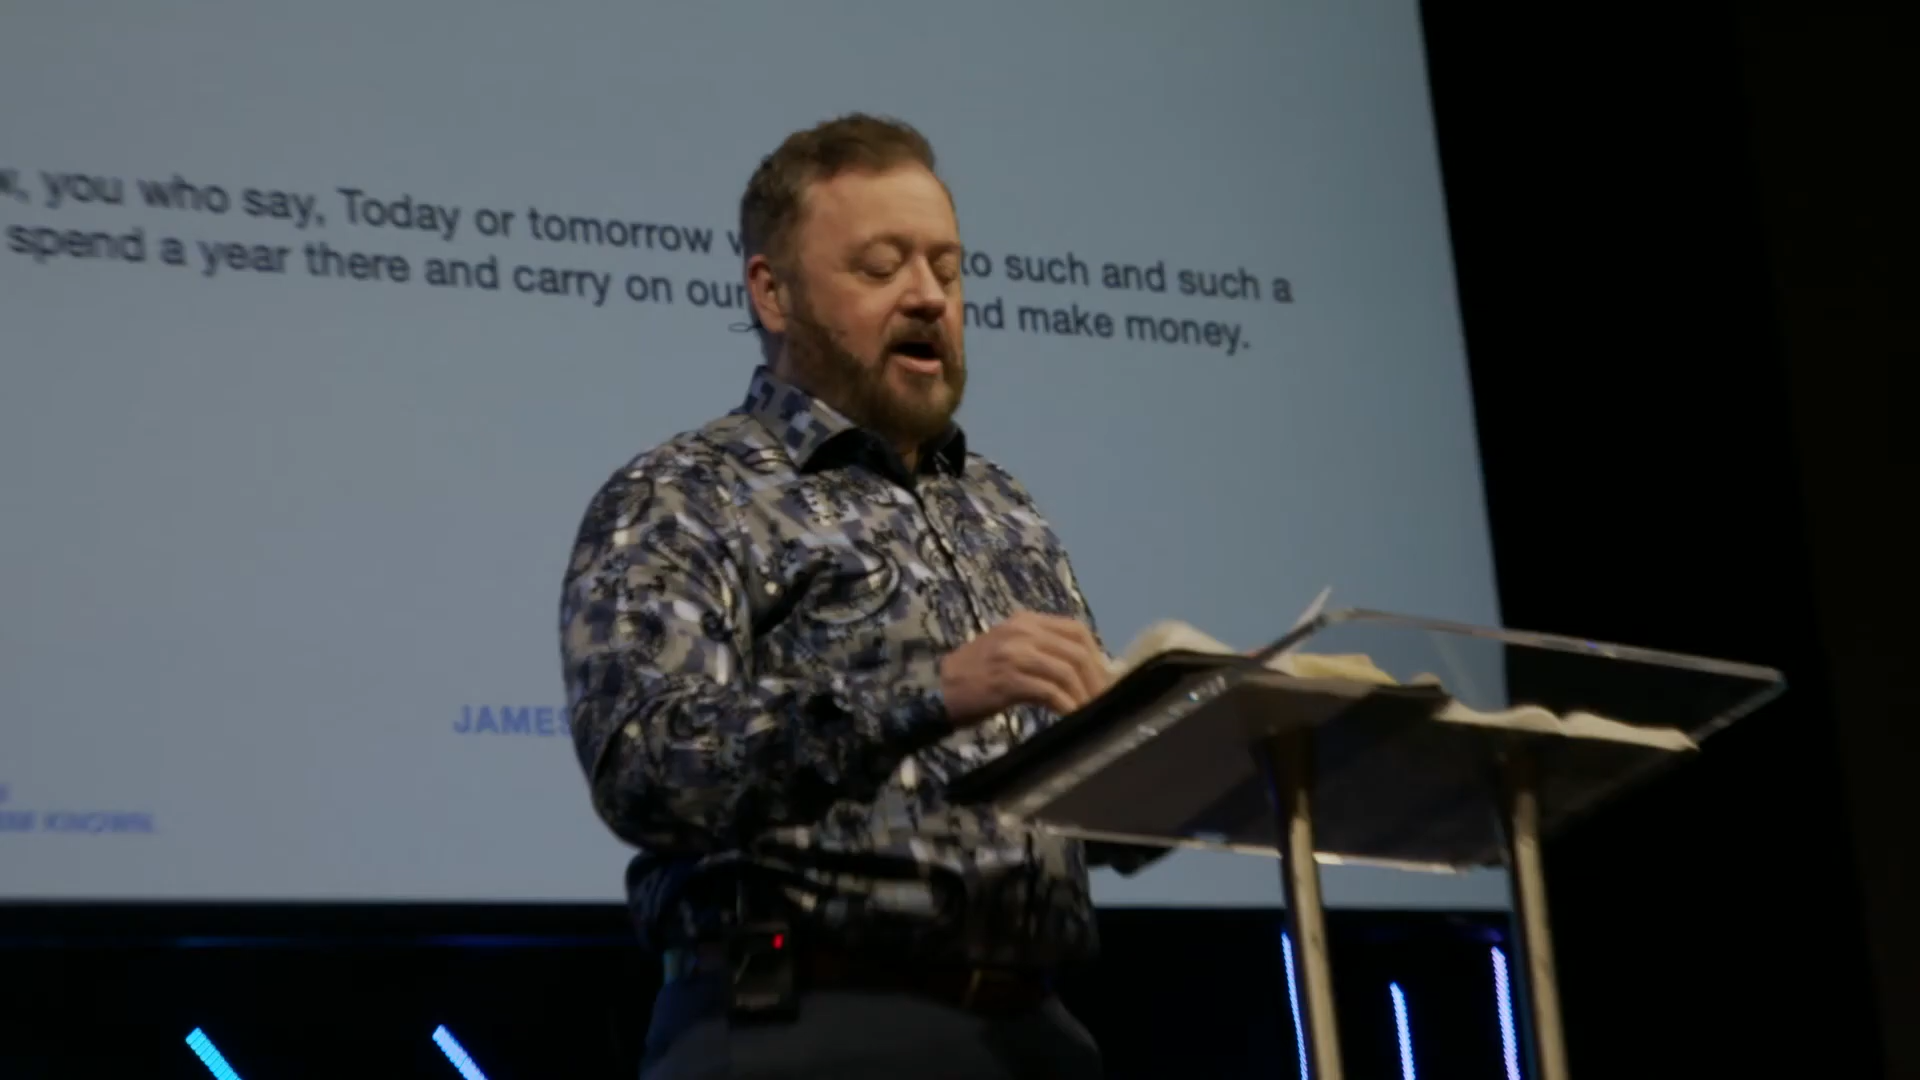 you who say, Today or tomorrow to such and such a
spend a year there and carry on our make money.
JAMES
KNOWN.